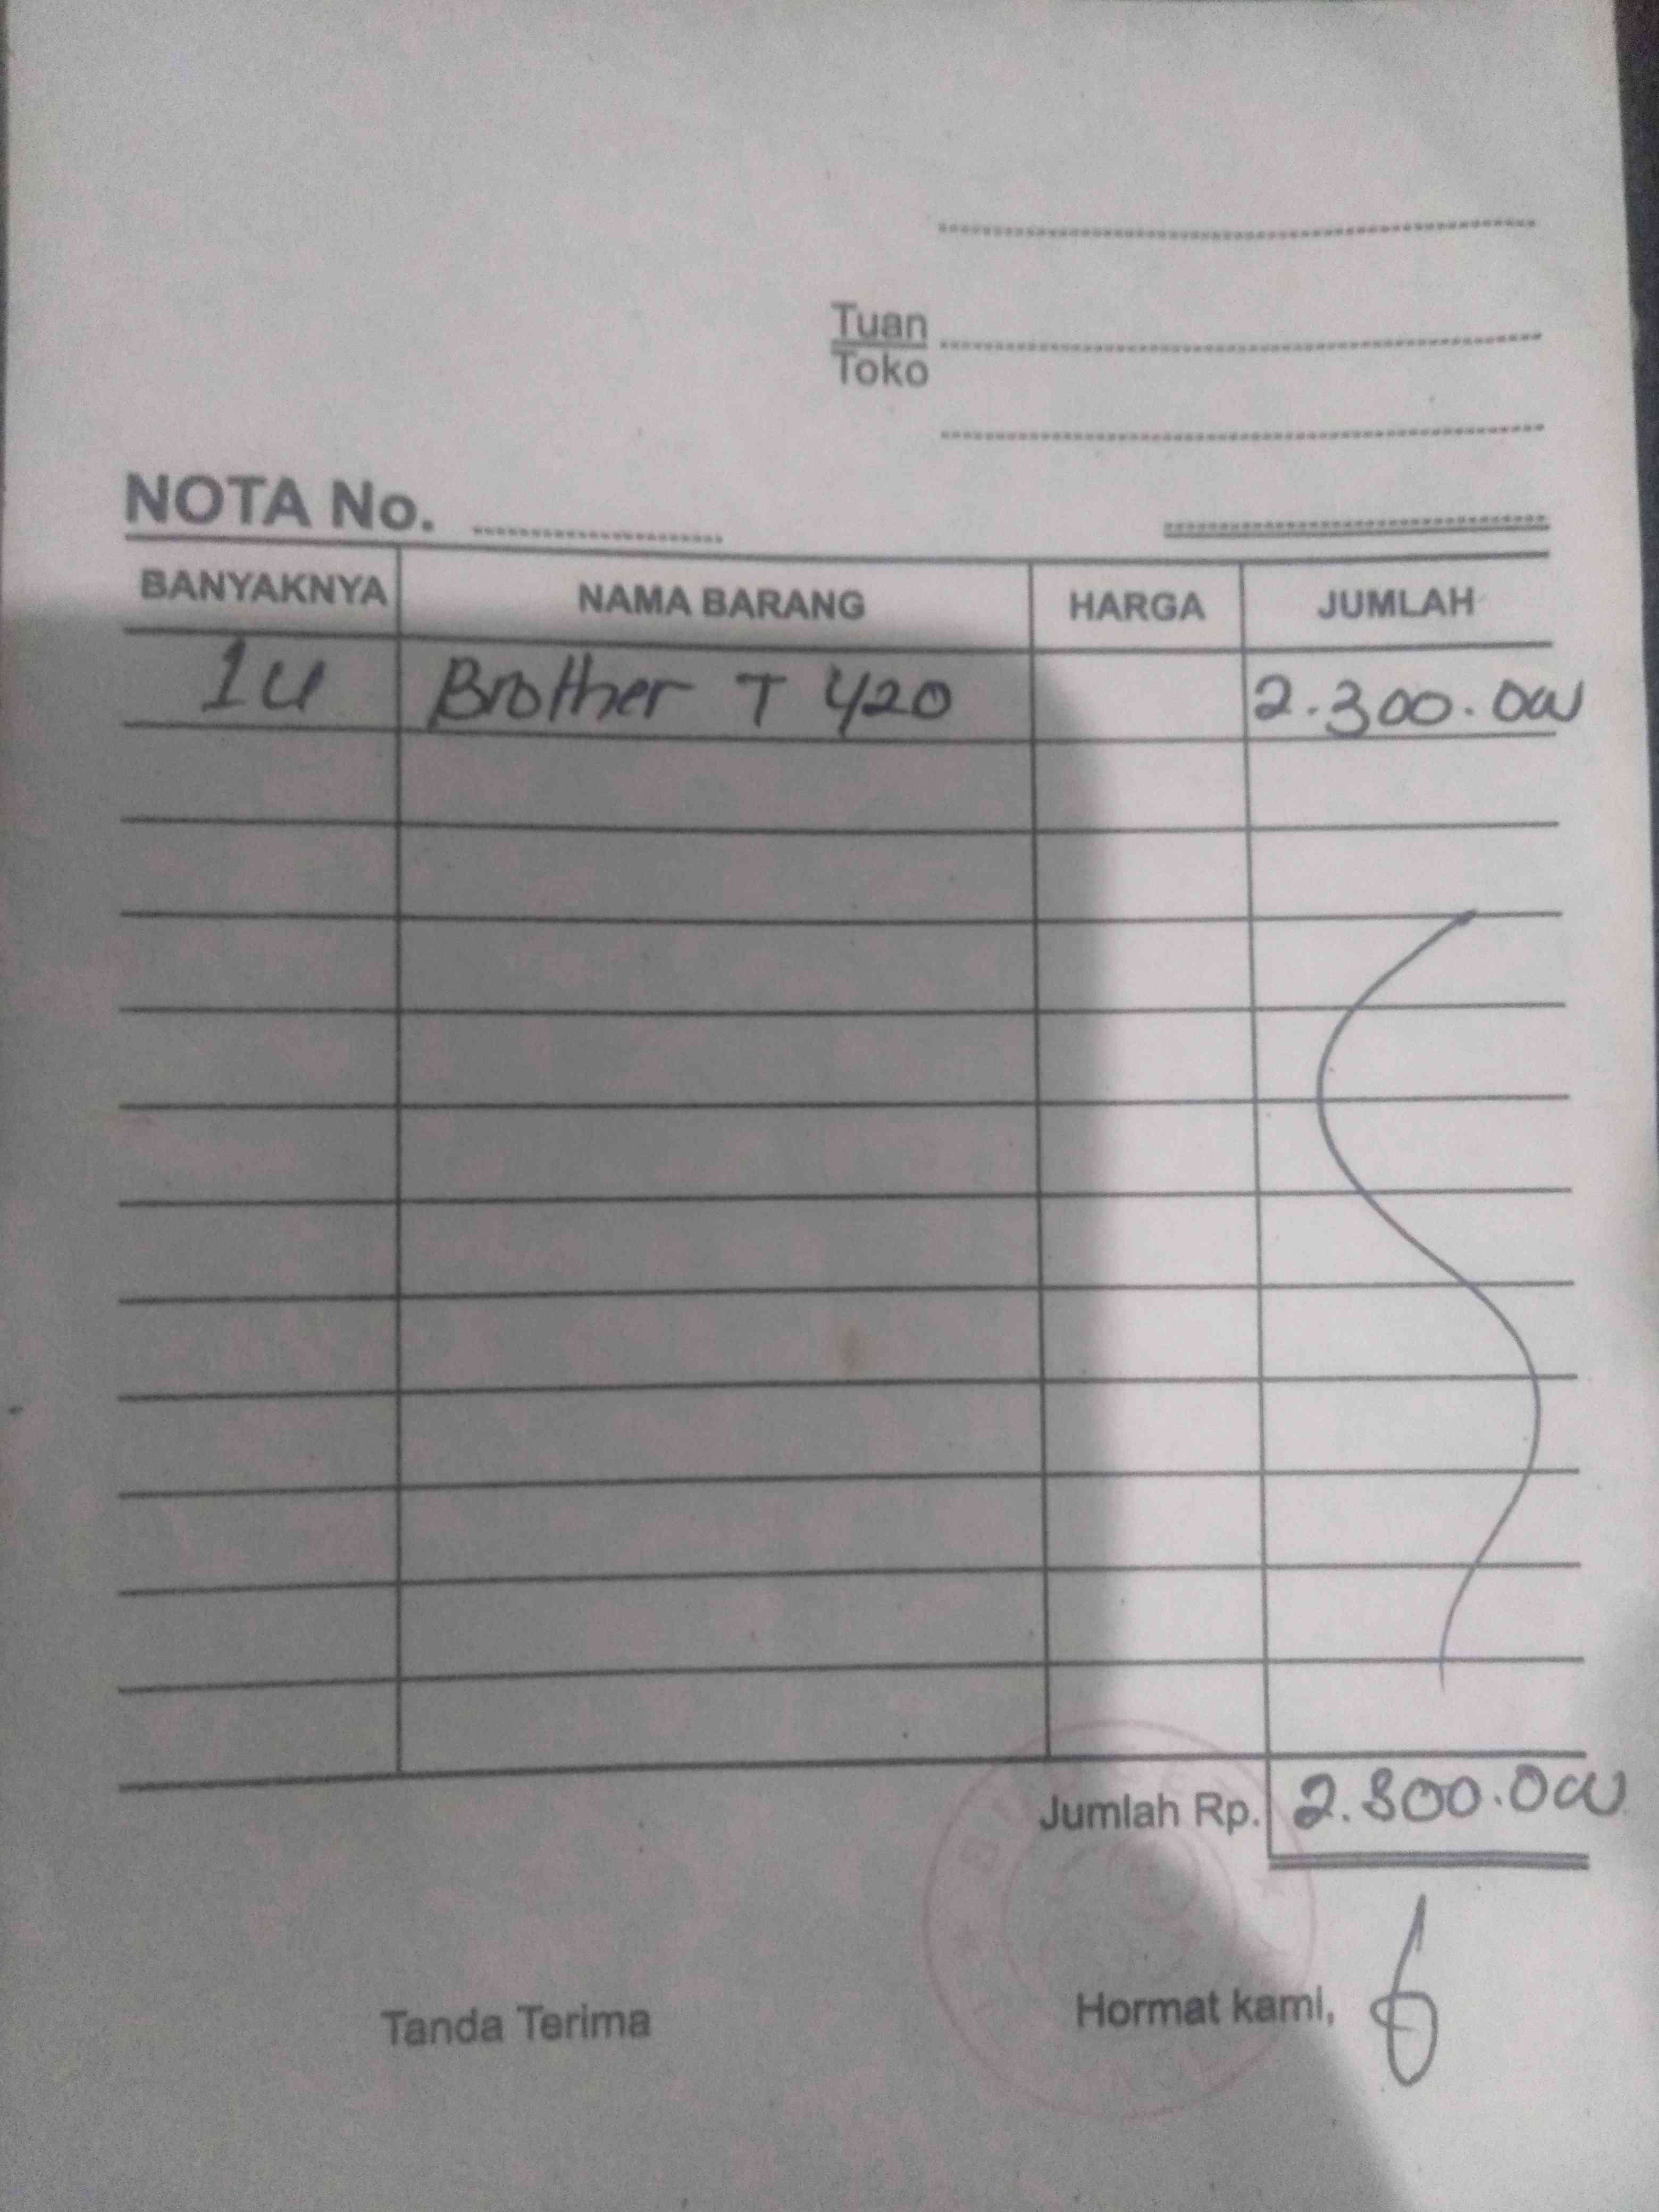 Tuan
Toko
NOTA No.
BANYAKNYA NAMA BARANG HARGA JUMLAH
1 U Brother T 420 2.300.000
Jumlah Rp. 2.300.000
Tanda Terima Hormat kami,